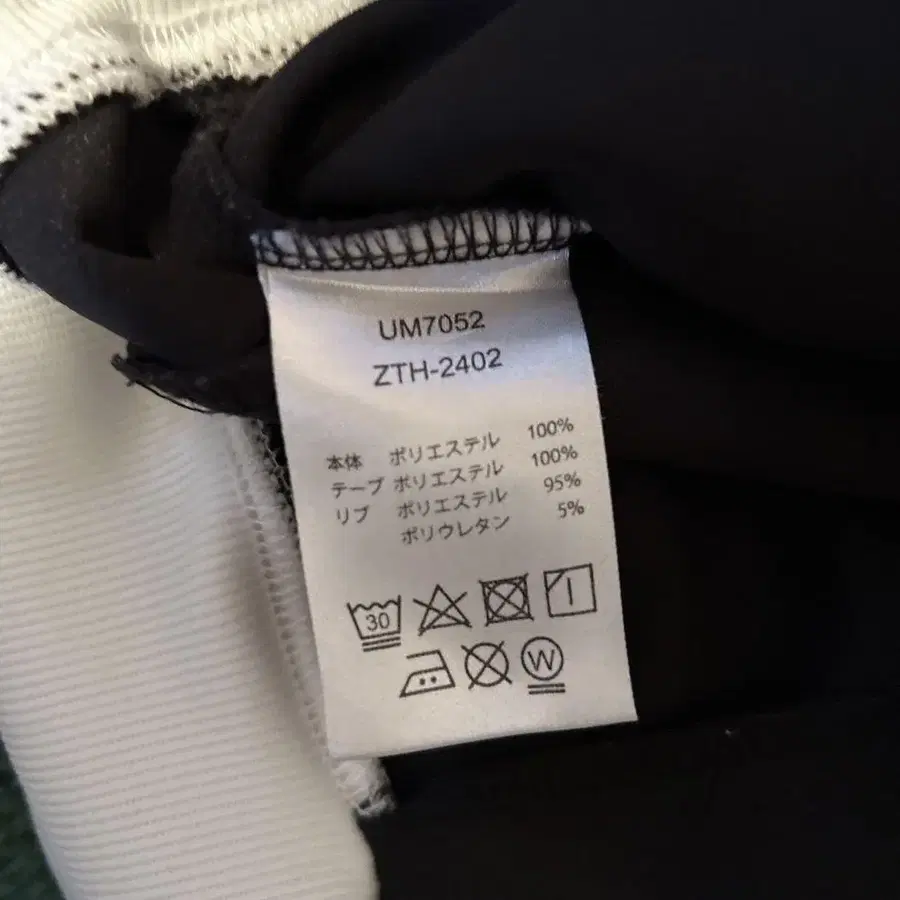 UM7052
ZTH-2402
本体 ポリエステル 100%
テープ ポリエステル 100%
リブ ポリエステル 95%
ポリウレタン 5%
30
W